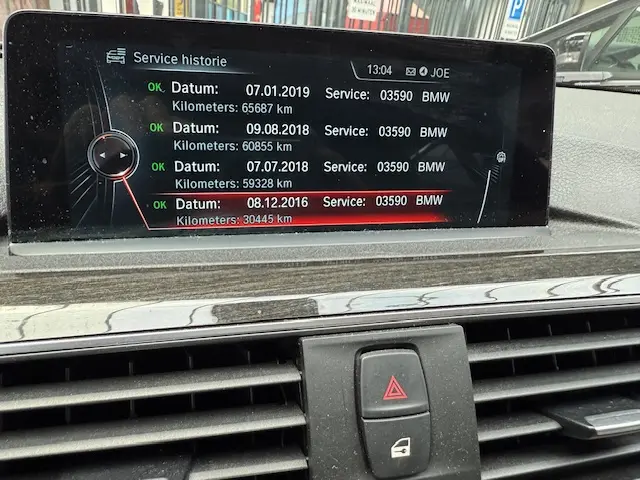 Service historie
13:04 JOE
OK Datum: 07.01.2019 Service: 03590 BMW
Kilometers: 65687 km
OK Datum: 09.08.2018 Service: 03590 BMW
Kilometers: 60855 km
OK Datum: 07.07.2018 Service: 03590 BMW
Kilometers: 59328 km
OK Datum: 08.12.2016 Service: 03590 BMW
Kilometers: 30445 km
P